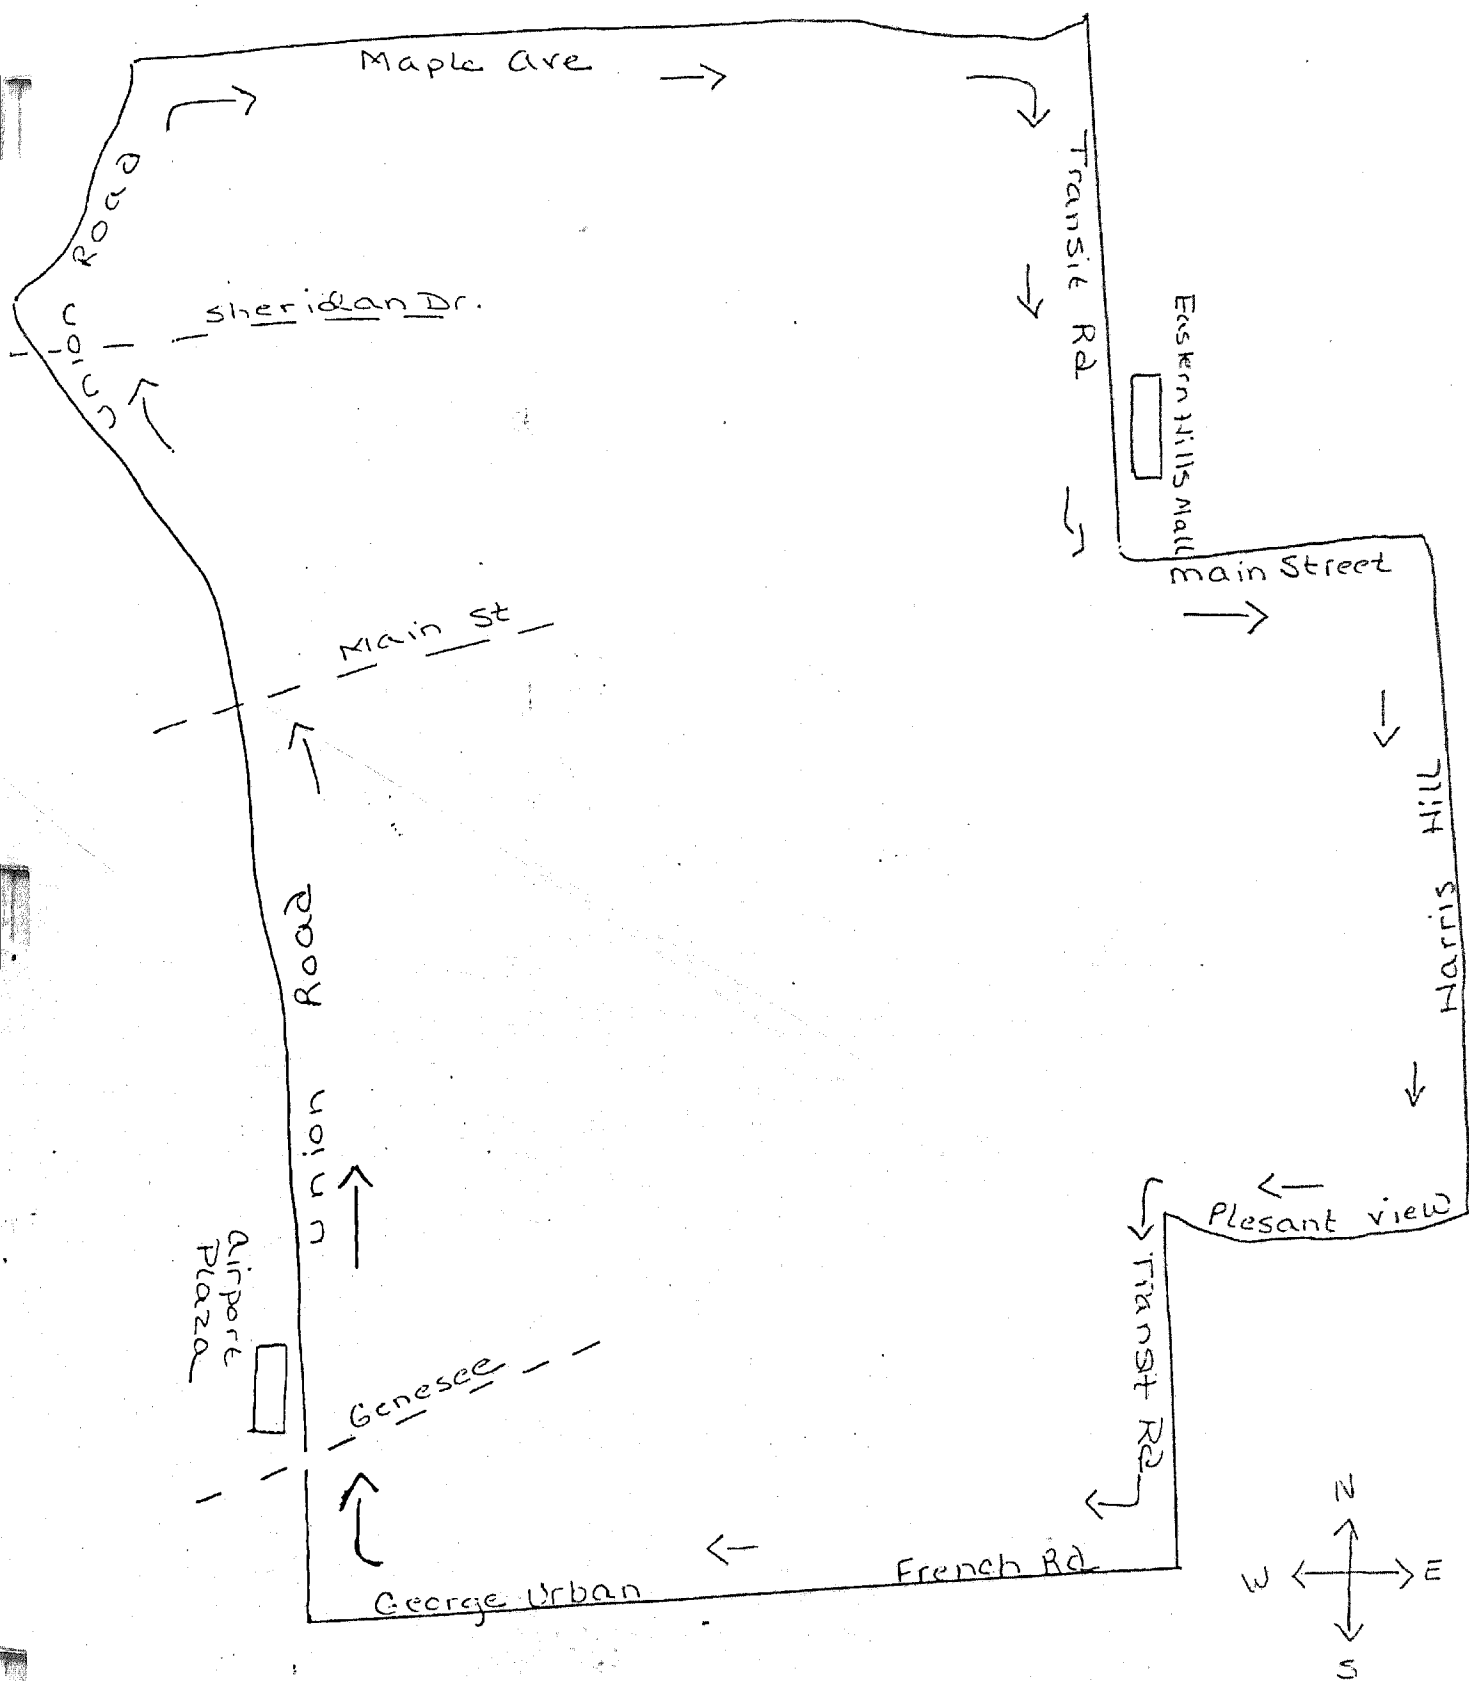 Maple Ave
Road
Union
Sheridan Dr.
Transit Rd
Eastern Hills Mall
Main Street
Main St
Harris Hill
Union Road
Plesant view
Airport
Plaza
Transit Rd
Genesee
French Rd
George Urban
N
W E
S